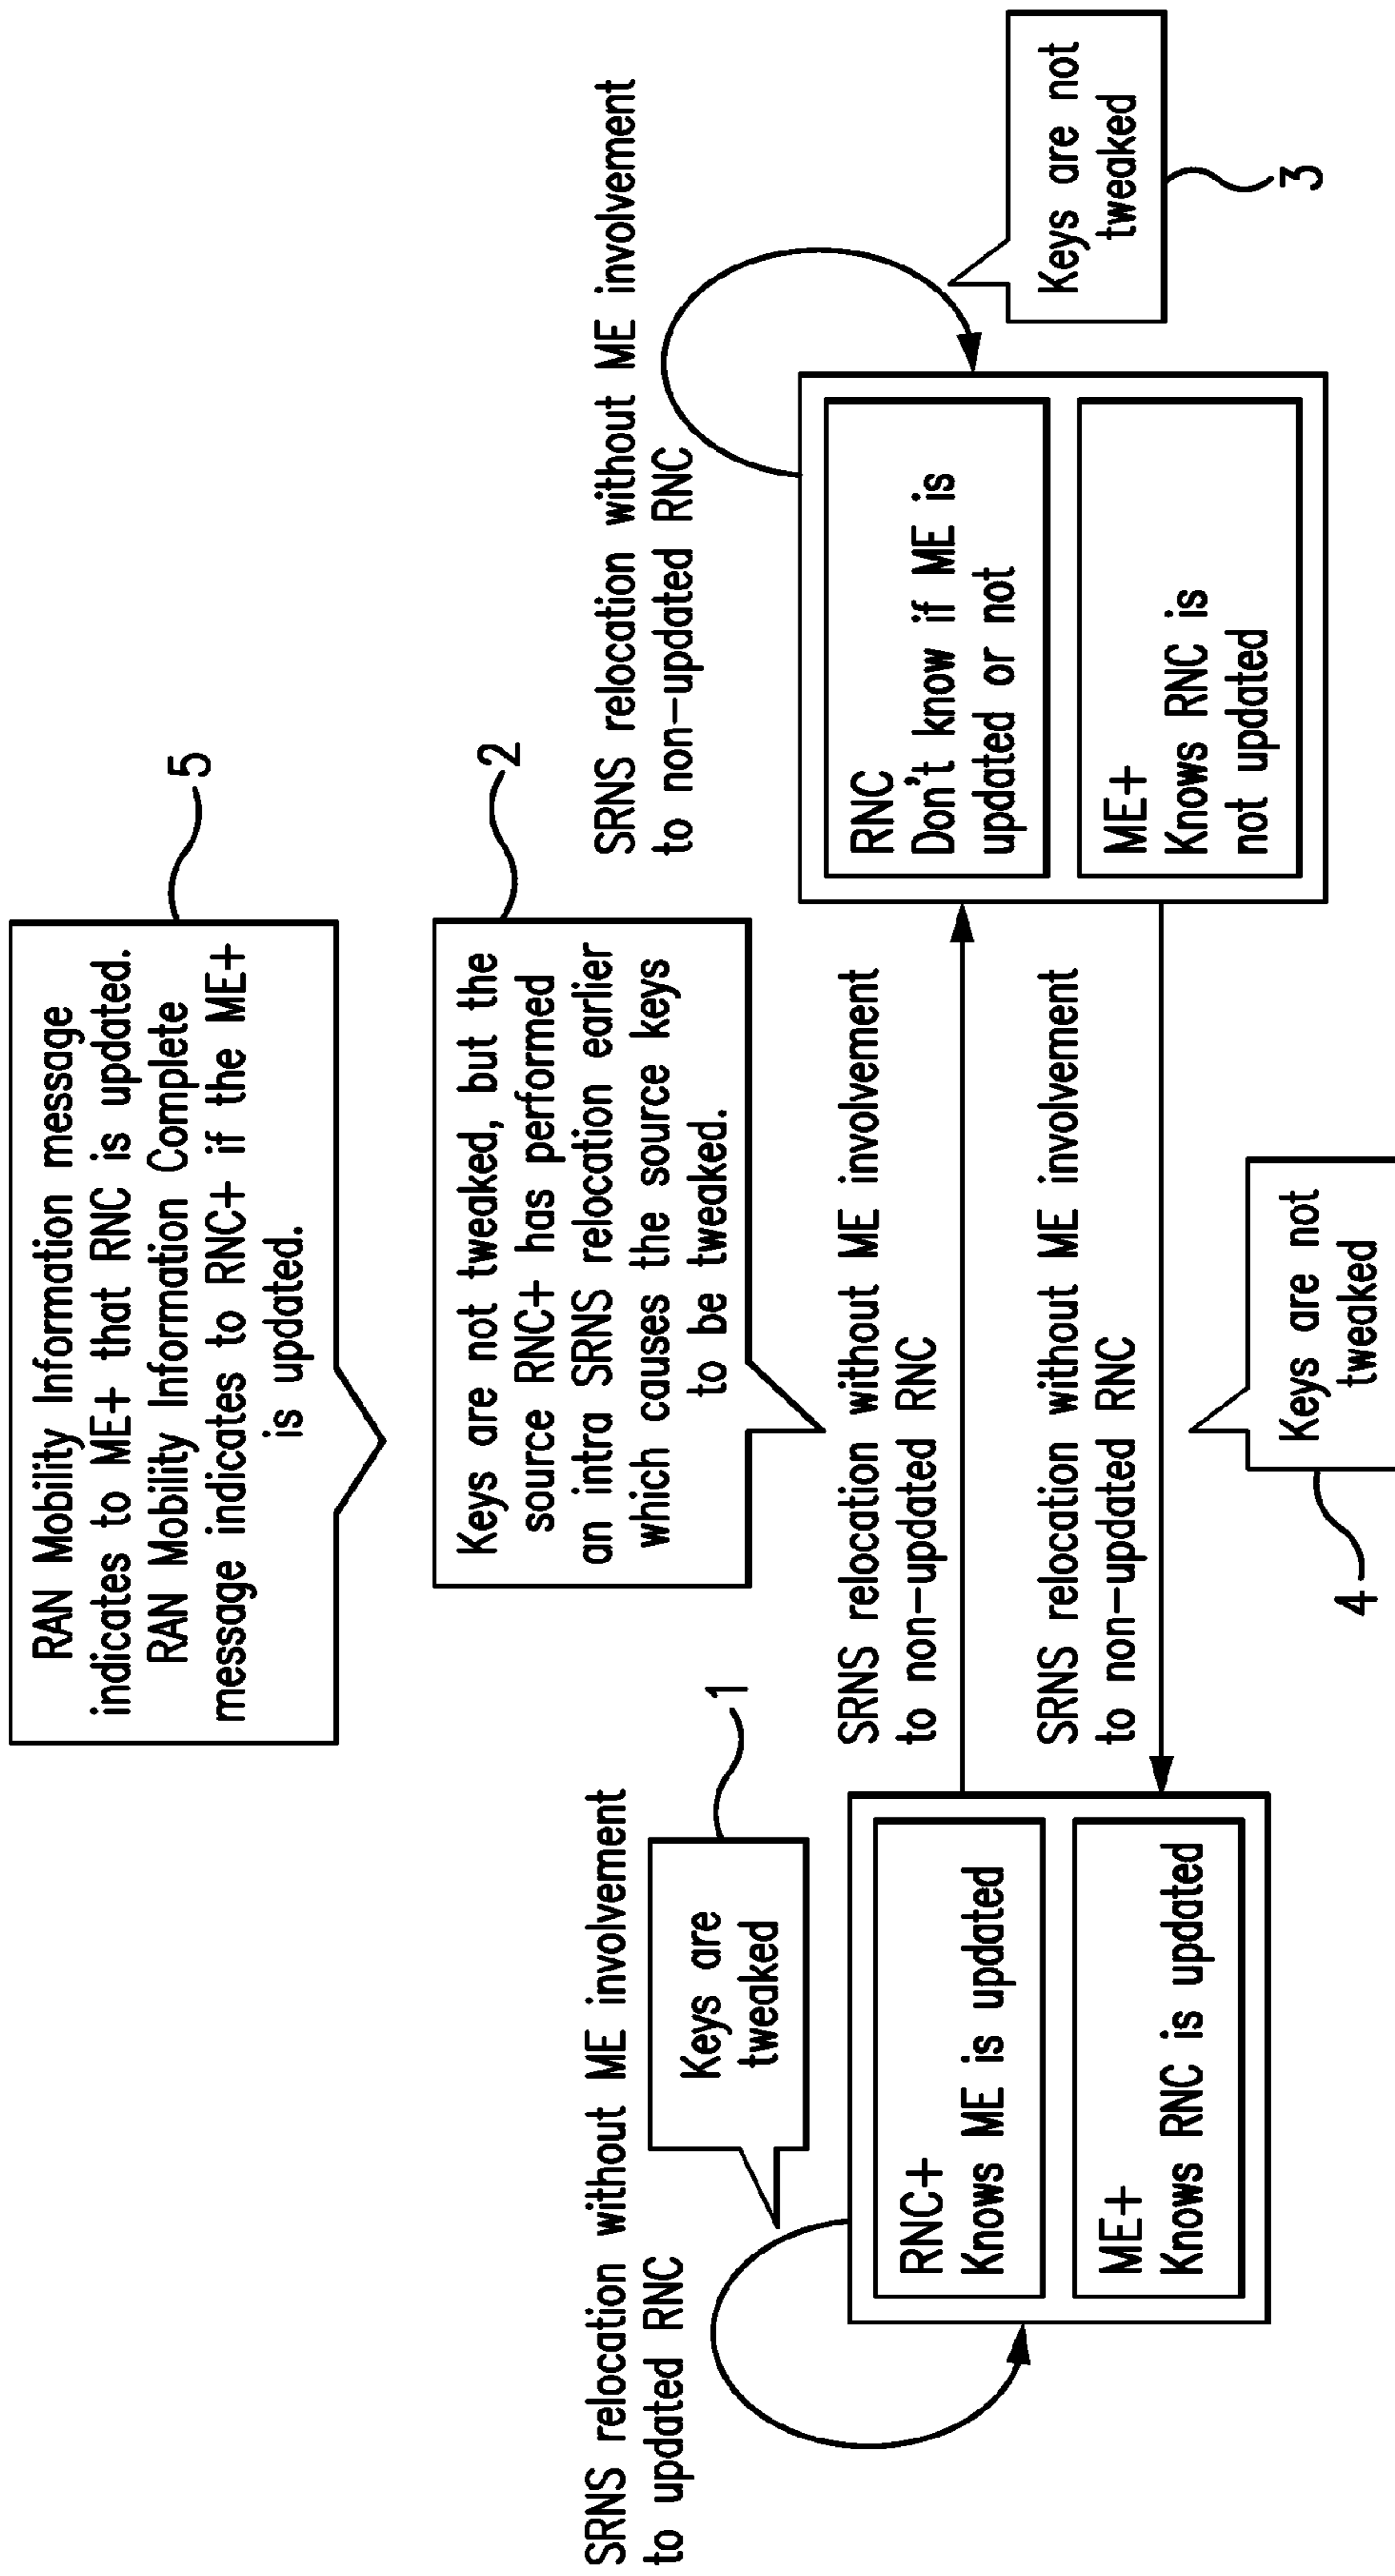 RAN Mobility Information message
indicates to ME+ that RNC is updated.
RAN Mobility Information Complete
message indicates to RNC+ if the ME+
is updated.
5
Keys are not tweaked, but the
source RNC+ has performed
an intra SRNS relocation earlier
which causes the source keys
to be tweaked.
2
SRNS relocation without ME involvement
to updated RNC
Keys are
tweaked
1
RNC+
Knows ME is updated
ME+
Knows RNC is updated
SRNS relocation without ME involvement
to non-updated RNC
SRNS relocation without ME involvement
to non-updated RNC
Keys are not
tweaked
4
SRNS relocation without ME involvement
to non-updated RNC
RNC
Don't know if ME is
updated or not
ME+
Knows RNC is
not updated
Keys are not
tweaked
3